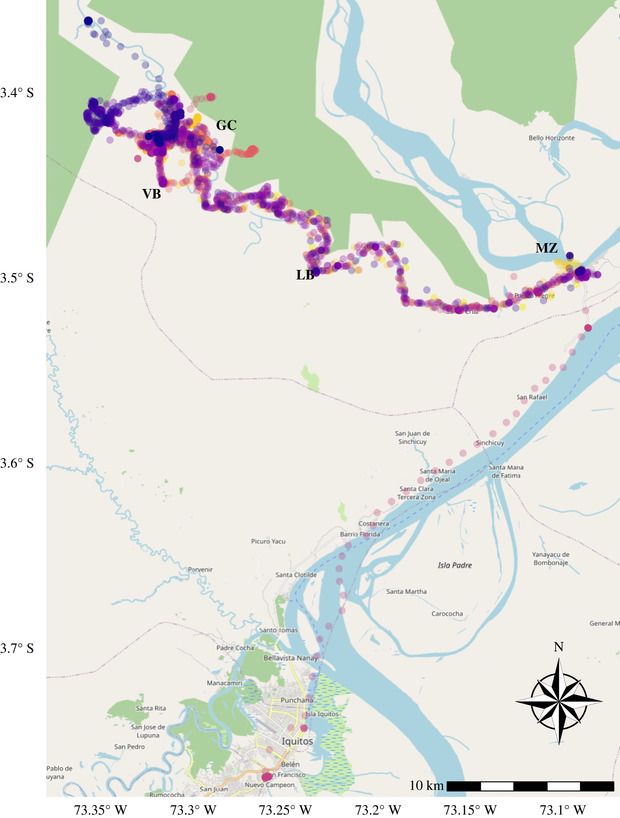 3.4° S
GC
Bello Horizonte
VB
MZ
3.5° S
LB
San Rafael
San Juan de
Sinchicuy
Sinchicuy
3.6° S
Santa Maria
de Ojeal
Santa Maria
de Fatima
Santa Clara
Tercera Zona
Costanera
Barrio Florida
Picuro Yacu
Isla Padre
Yanayacu de
Bombonaje
Porvenir
Santa Clotilde
Santa Martha
Carococha
General M
Santo Tomas
3.7° S
Padre Cocha
Bellavista Nanay
N
Manacamiri
Punchana
Santa Rita
Isla Iquitos
San Jose de
Lupuna
San Pedro
Iquitos
Belén
Pablo de
uyana
San Francisco
Nuevo Campeon
San Juan
Rumococha
10 km
73.35° W
73.3° W
73.25° W
73.2° W
73.15° W
73.1° W